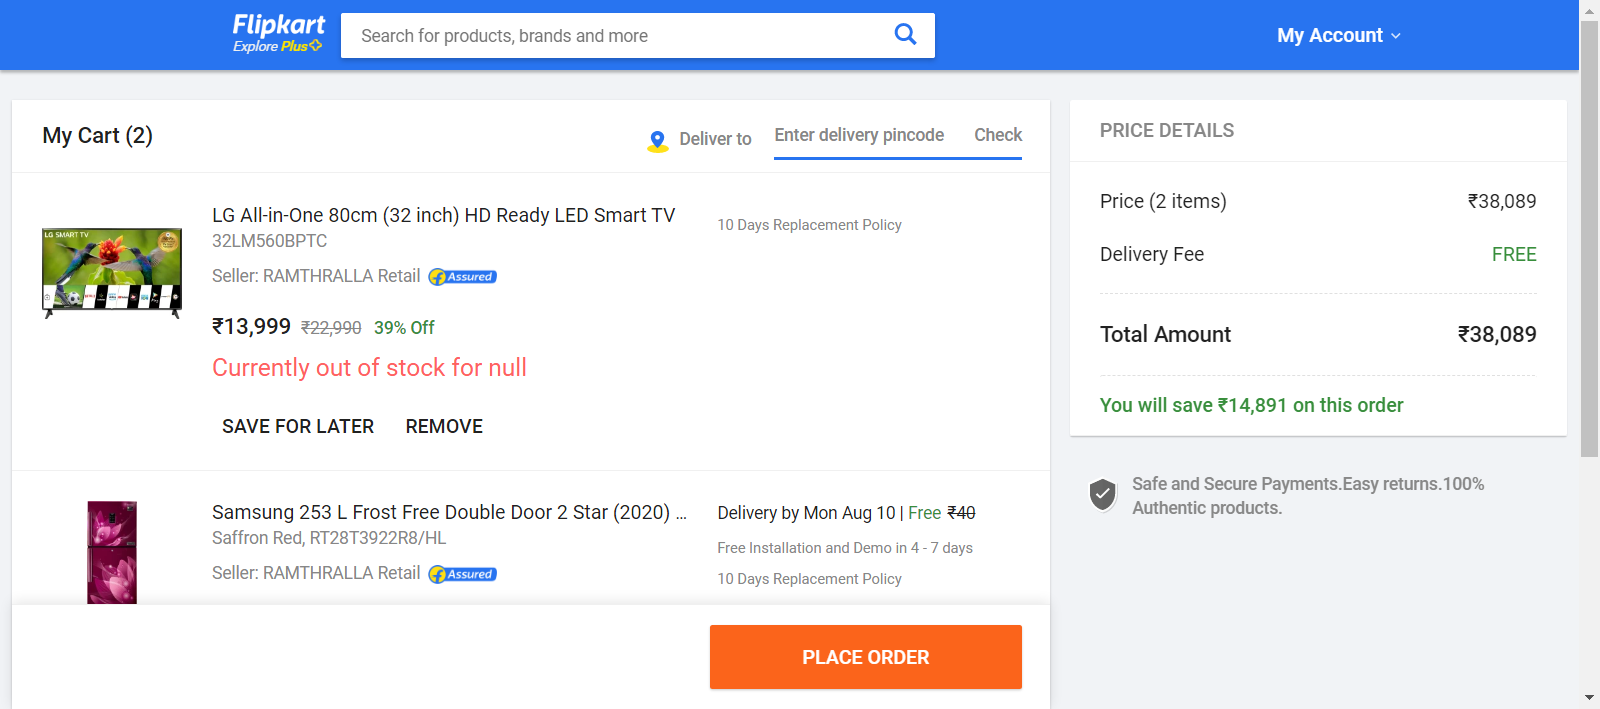 Flipkart
Explore Plus
Search for products, brands and more
My Account
My Cart (2)
Deliver to
Enter delivery pincode
Check
LG All-in-One 80cm (32 inch) HD Ready LED Smart TV
32LM560BPTC
Seller: RAMTHRALLA Retail
Assured
10 Days Replacement Policy
LG SMART TV
₹13,999 ₹22,990 39% Off
Currently out of stock for null
SAVE FOR LATER
REMOVE
Samsung 253 L Frost Free Double Door 2 Star (2020) ...
Saffron Red, RT28T3922R8/HL
Seller: RAMTHRALLA Retail
Assured
Delivery by Mon Aug 10 | Free ₹40
Free Installation and Demo in 4 - 7 days
10 Days Replacement Policy
PLACE ORDER
PRICE DETAILS
Price (2 items) ₹38,089
Delivery Fee FREE
Total Amount ₹38,089
You will save ₹14,891 on this order
Safe and Secure Payments.Easy returns.100%
Authentic products.